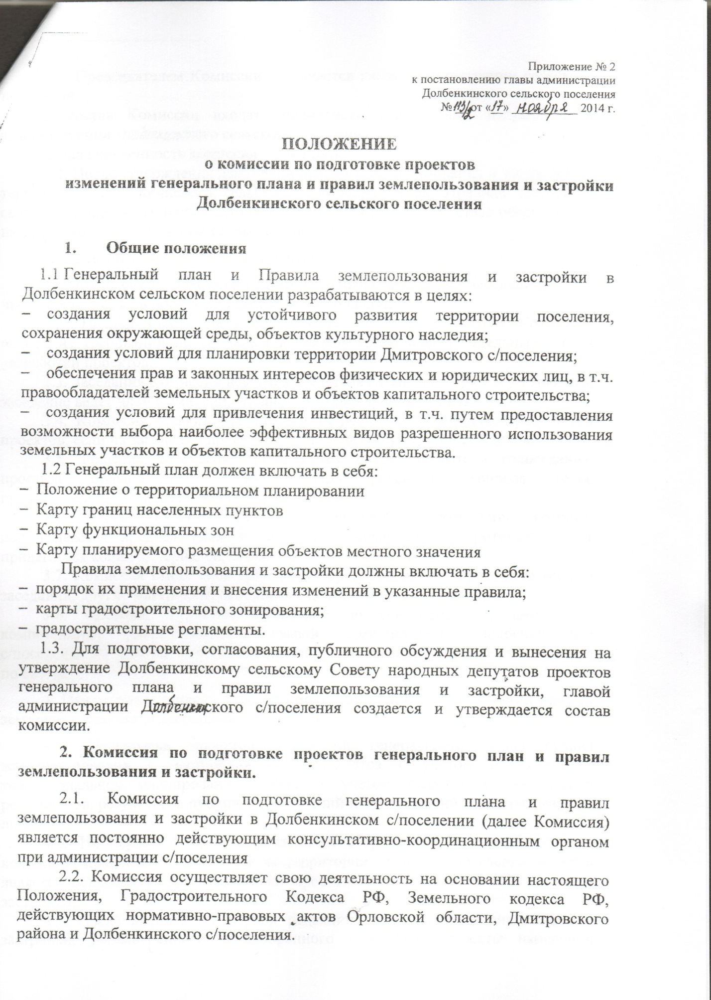 Приложение № 2
к постановлению главы администрации
Долбенкинского сельского поселения
№ 113/2 от «17» ноября 2014 г.
ПОЛОЖЕНИЕ
о комиссии по подготовке проектов
изменений генерального плана и правил землепользования и застройки
Долбенкинского сельского поселения
1. Общие положения
1.1 Генеральный план и Правила землепользования и застройки в
Долбенкинском сельском поселении разрабатываются в целях:
– создания условий для устойчивого развития территории поселения,
сохранения окружающей среды, объектов культурного наследия;
– создания условий для планировки территории Дмитровского с/поселения;
– обеспечения прав и законных интересов физических и юридических лиц, в т.ч.
правообладателей земельных участков и объектов капитального строительства;
– создания условий для привлечения инвестиций, в т.ч. путем предоставления
возможности выбора наиболее эффективных видов разрешенного использования
земельных участков и объектов капитального строительства.
1.2 Генеральный план должен включать в себя:
– Положение о территориальном планировании
– Карту границ населенных пунктов
– Карту функциональных зон
– Карту планируемого размещения объектов местного значения
Правила землепользования и застройки должны включать в себя:
– порядок их применения и внесения изменений в указанные правила;
– карты градостроительного зонирования;
– градостроительные регламенты.
1.3. Для подготовки, согласования, публичного обсуждения и вынесения на
утверждение Долбенкинскому сельскому Совету народных депутатов проектов
генерального плана и правил землепользования и застройки, главой
администрации Долбенкинского с/поселения создается и утверждается состав
комиссии.
2. Комиссия по подготовке проектов генерального план и правил
землепользования и застройки.
2.1. Комиссия по подготовке генерального плана и правил
землепользования и застройки в Долбенкинском с/поселении (далее Комиссия)
является постоянно действующим консультативно-координационным органом
при администрации с/поселения
2.2. Комиссия осуществляет свою деятельность на основании настоящего
Положения, Градостроительного Кодекса РФ, Земельного кодекса РФ,
действующих нормативно-правовых актов Орловской области, Дмитровского
района и Долбенкинского с/поселения.